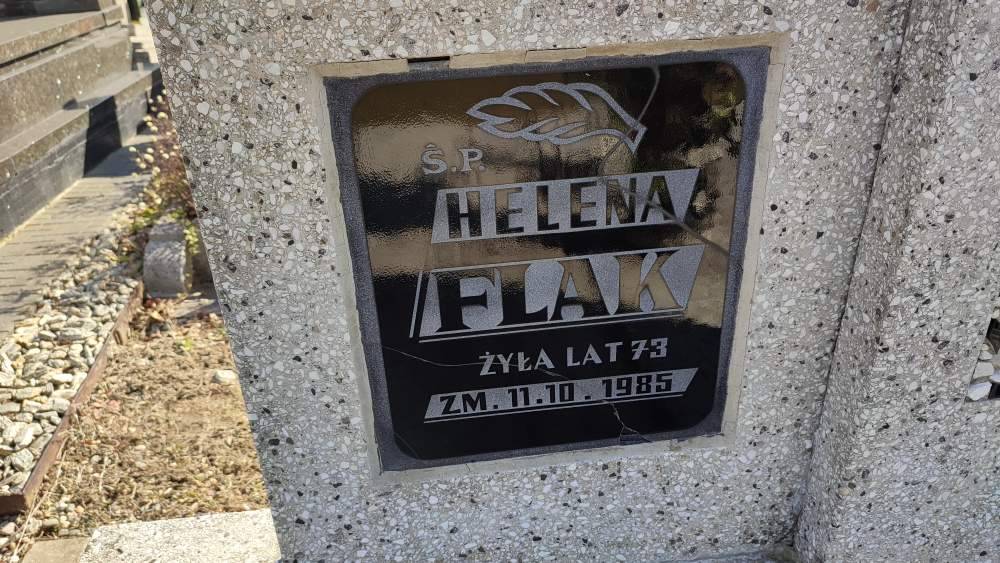 Ś.P.
HELENA
FLAK
ŻYŁA LAT 73
ZM. 11.10. 1985